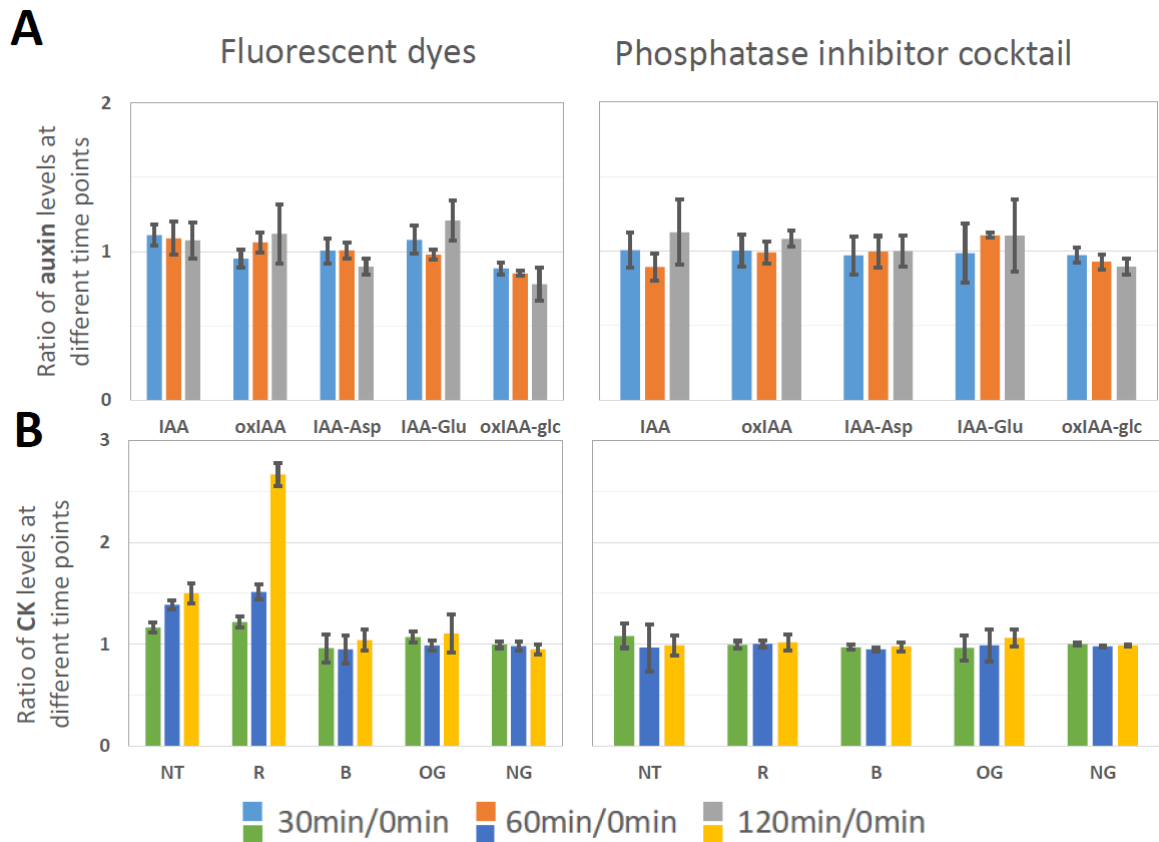 A
Fluorescent dyes
Phosphatase inhibitor cocktail
Ratio of auxin levels at
different time points
2
1
0
IAA oxIAA IAA-Asp IAA-Glu oxIAA-glc
IAA oxIAA IAA-Asp IAA-Glu oxIAA-glc
B
Ratio of CK levels at
different time points
3
2
1
0
NT R B OG NG
NT R B OG NG
30min/0min 60min/0min 120min/0min